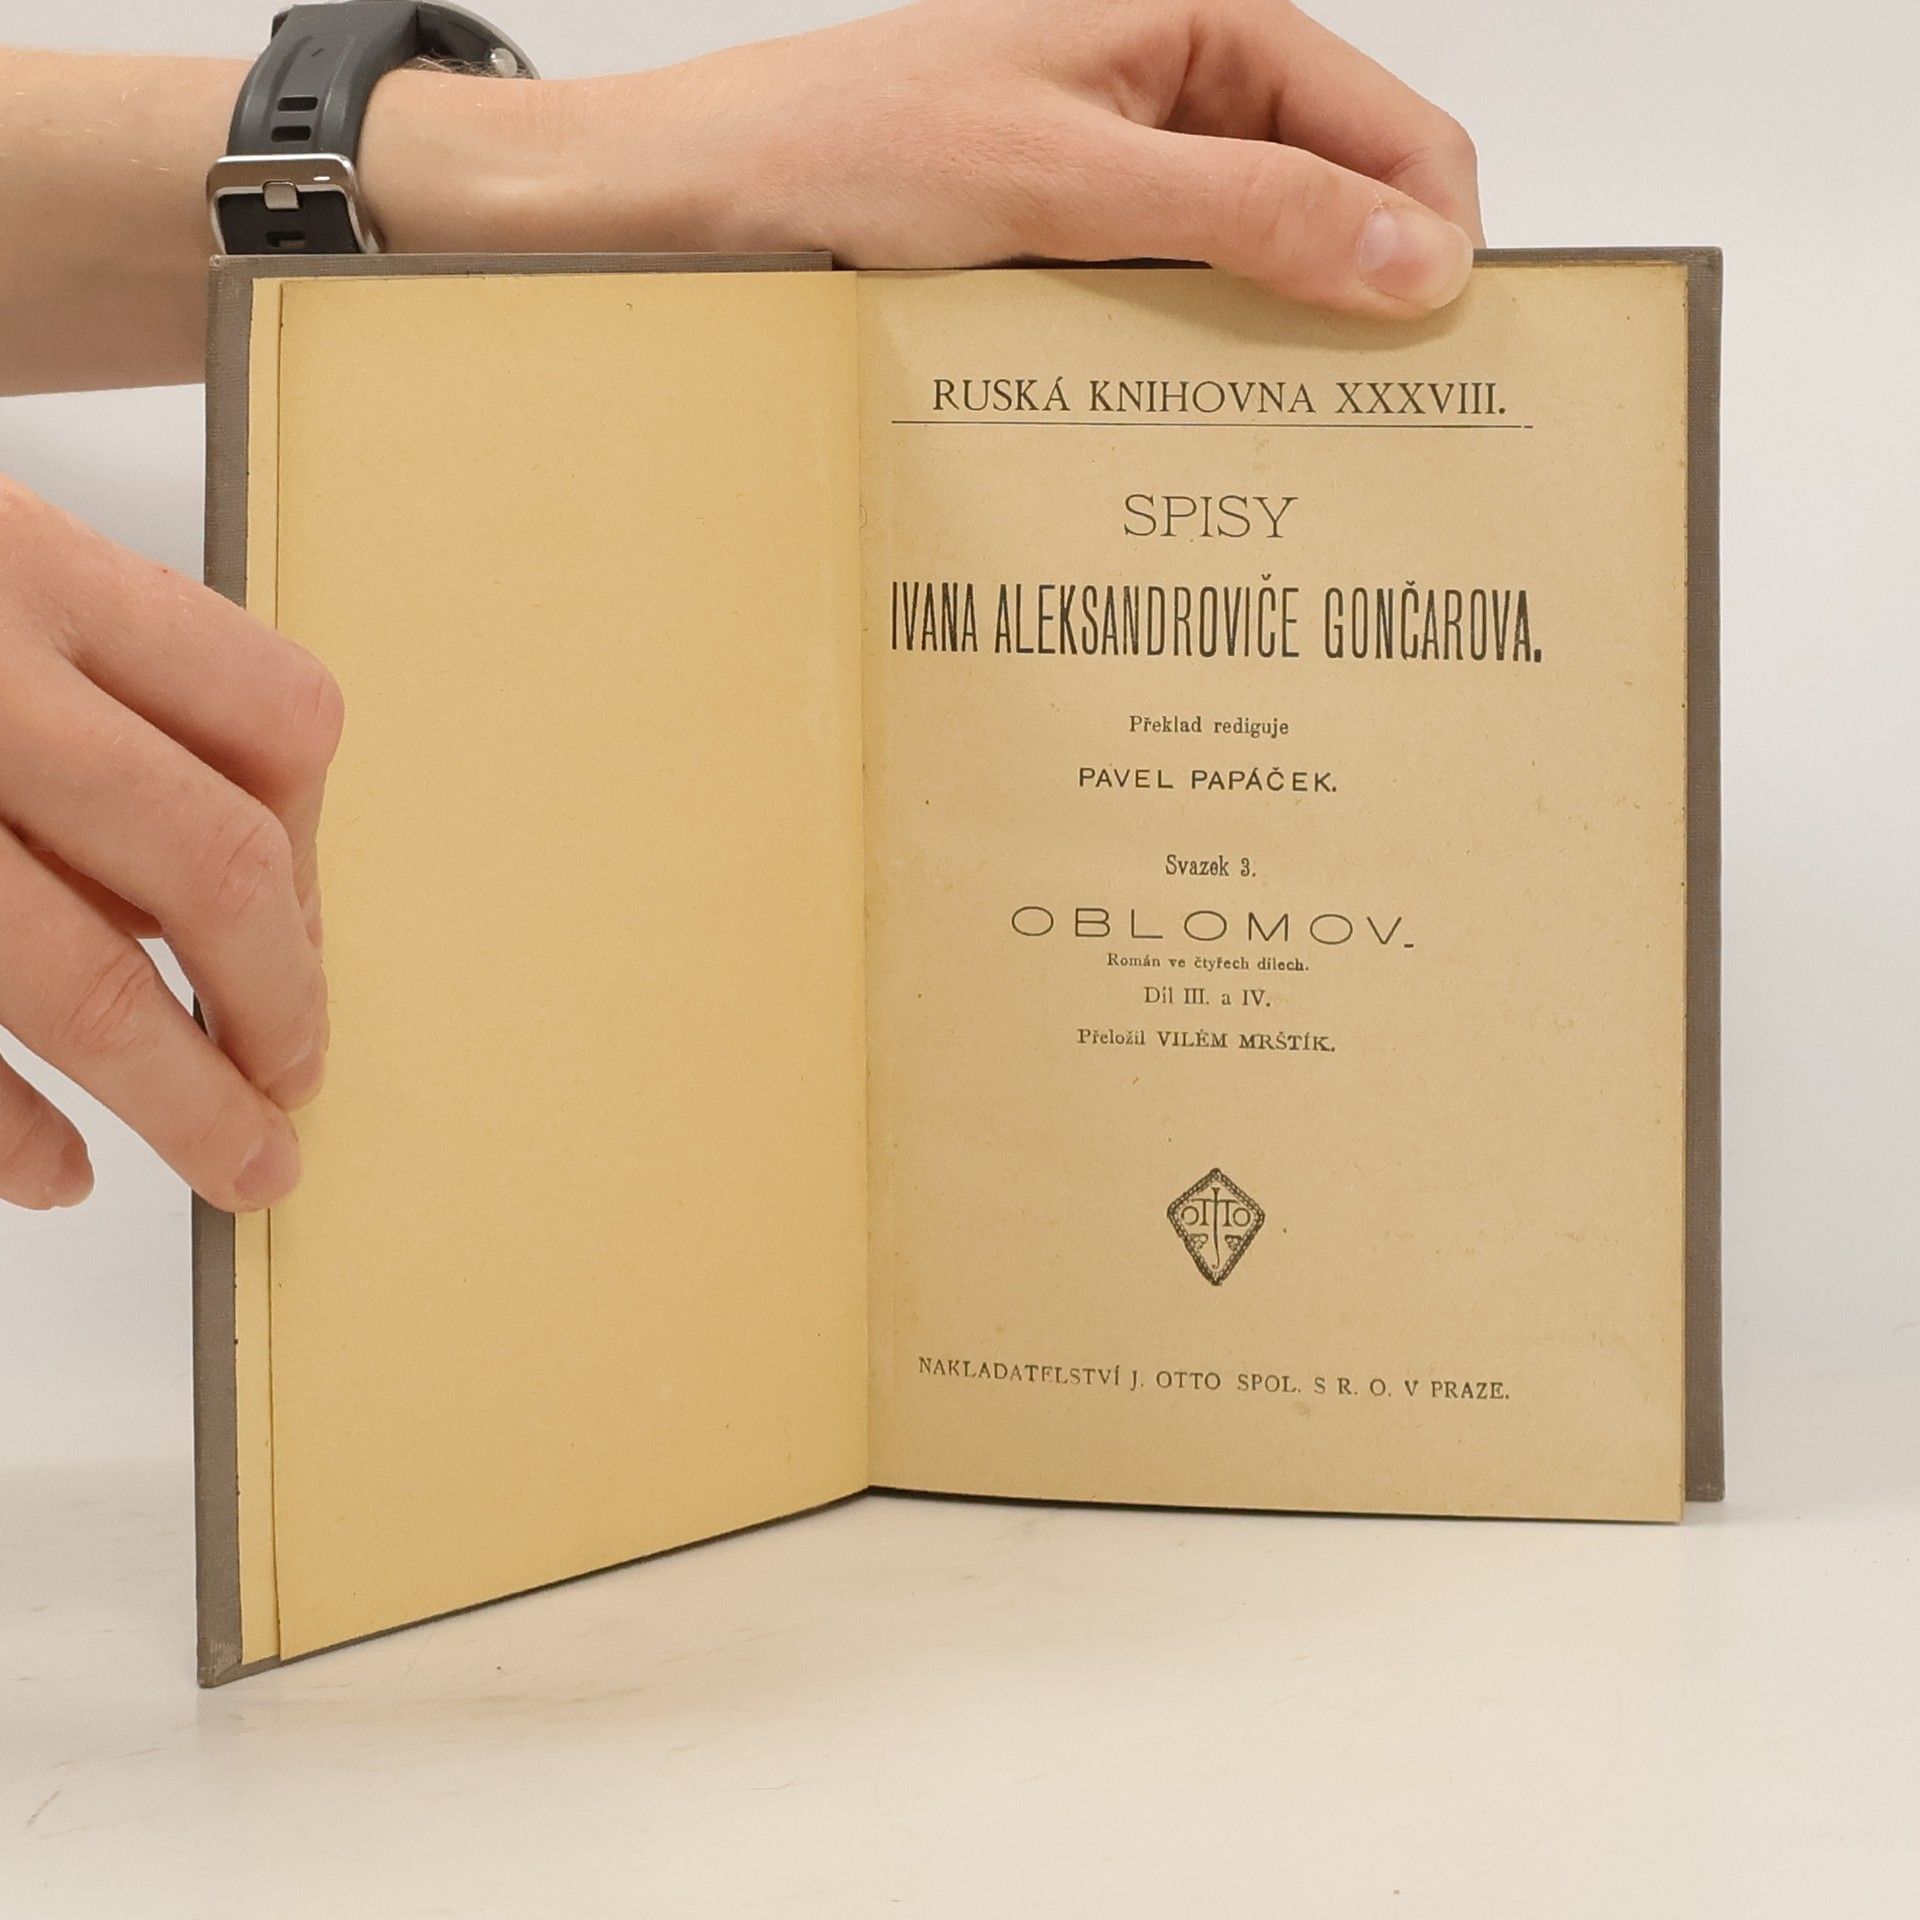 RUSKÁ KNIHOVNA XXXVIII.
SPISY
IVANA ALEKSANDROVIČE GONČAROVA.
Překlad rediguje
PAVEL PAPÁČEK.
Svazek 3.
OBLOMOV.
Román ve čtyřech dílech.
Díl III. a IV.
Přeložil VILÉM MRŠTÍK.
OTTO
NAKLADATELSTVÍ J. OTTO SPOL. S R. O. V PRAZE.